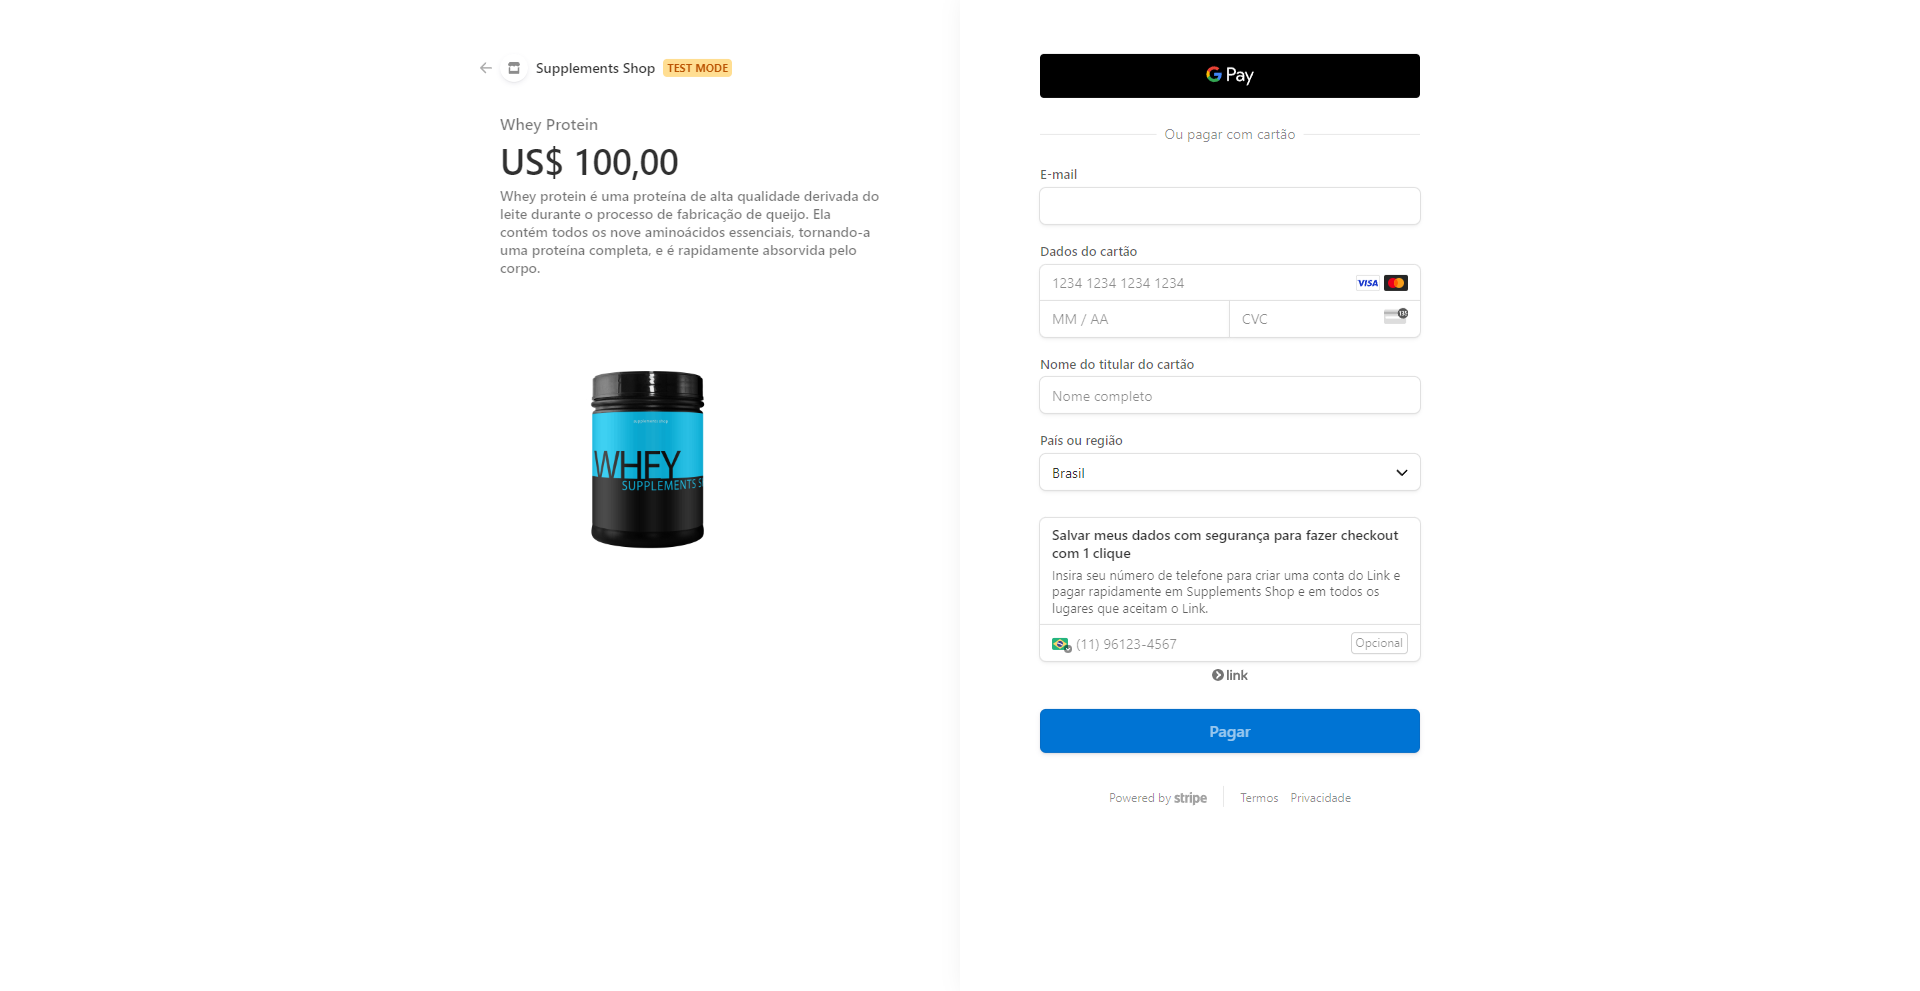 Supplements Shop TEST MODE
Whey Protein
US$ 100,00
Whey protein é uma proteína de alta qualidade derivada do
leite durante o processo de fabricação de queijo. Ela
contém todos os nove aminoácidos essenciais, tornando-a
uma proteína completa, e é rapidamente absorvida pelo
corpo.
WHEY
SUPPLEMENTS
G Pay
Ou pagar com cartão
E-mail
Dados do cartão
1234 1234 1234 1234 VISA
MM / AA CVC 135
Nome do titular do cartão
Nome completo
País ou região
Brasil
Salvar meus dados com segurança para fazer checkout
com 1 clique
Insira seu número de telefone para criar uma conta do Link e
pagar rapidamente em Supplements Shop e em todos os
lugares que aceitam o Link.
(11) 96123-4567 Opcional
link
Pagar
Powered by stripe Termos Privacidade